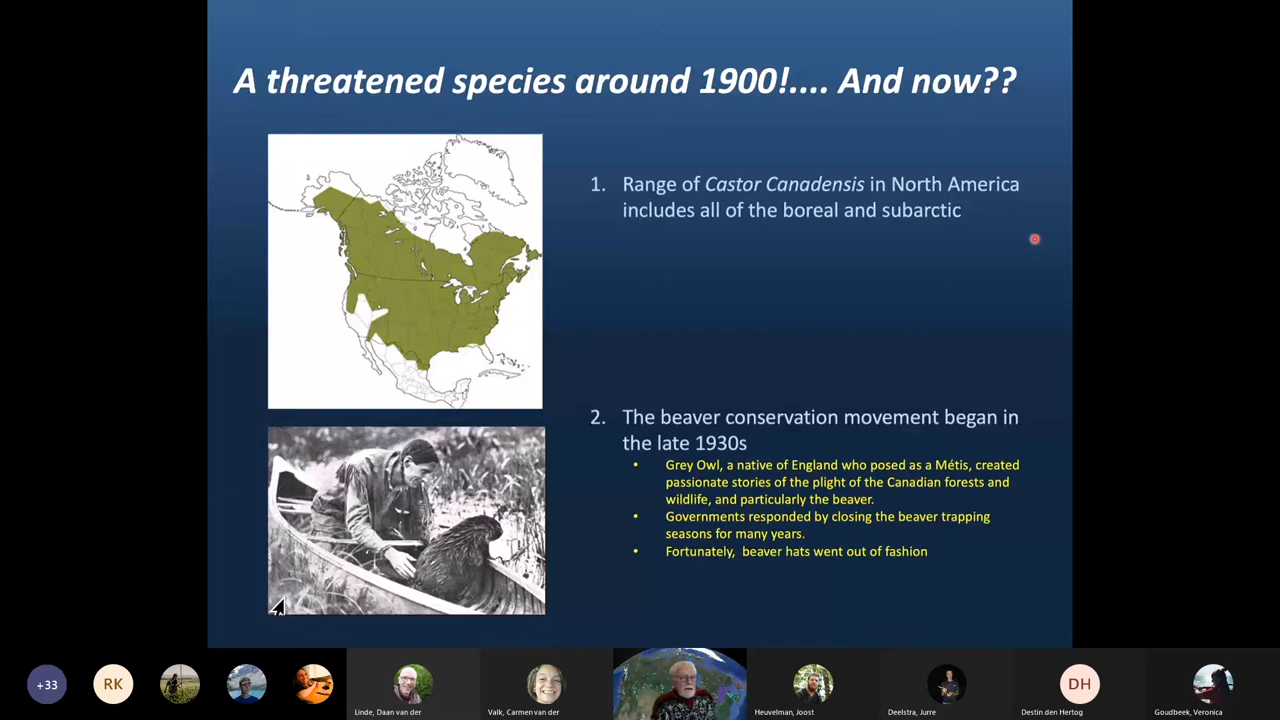 A threatened species around 1900!.... And now??
1. Range of Castor Canadensis in North America
includes all of the boreal and subarctic
2. The beaver conservation movement began in
the late 1930s
• Grey Owl, a native of England who posed as a Métis, created
passionate stories of the plight of the Canadian forests and
wildlife, and particularly the beaver.
• Governments responded by closing the beaver trapping
seasons for many years.
• Fortunately, beaver hats went out of fashion
+33
RK
Linde, Daan van der
Valk, Carmen van der
Heuvelman, Joost
Deelstra, Jurre
DH
Destin den Hertog
Goudbeek, Veronica